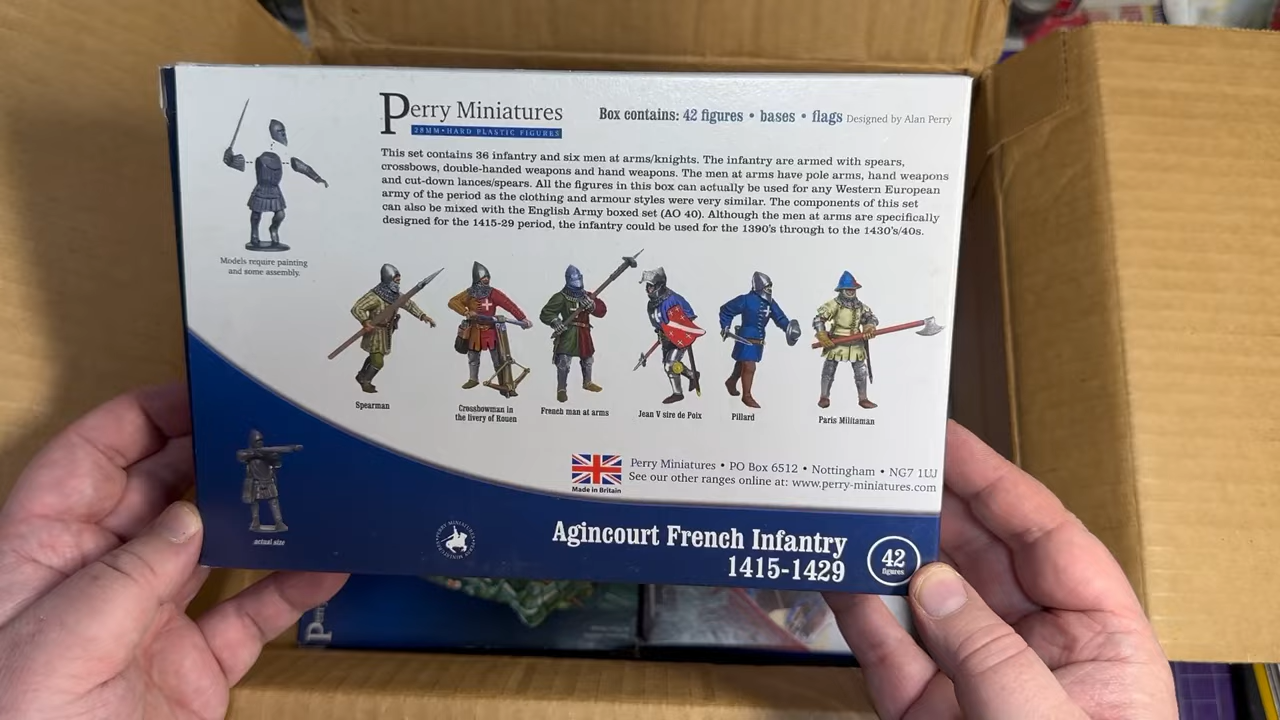 Perry Miniatures
28MM • HARD PLASTIC FIGURES
Box contains: 42 figures • bases • flags Designed by Alan Perry
This set contains 36 infantry and six men at arms/knights. The infantry are armed with spears,
crossbows, double-handed weapons and hand weapons. The men at arms have pole arms, hand weapons
and cut-down lances/spears. All the figures in this box can actually be used for any Western European
army of the period as the clothing and armour styles were very similar. The components of this set
can also be mixed with the English Army boxed set (AO 40). Although the men at arms are specifically
designed for the 1415-29 period, the infantry could be used for the 1390's through to the 1430's/40s.
Models require painting
and some assembly.
Spearman
Crossbowman in
the livery of Rouen
French man at arms
Jean V sire de Poix
Pillard
Paris Militaman
actual size
Made in Britain
Perry Miniatures • PO Box 6512 • Nottingham • NG7 1UJ
See our other ranges online at: www.perry-miniatures.com
PERRY MINIATURES
Agincourt French Infantry
1415-1429
42
figures